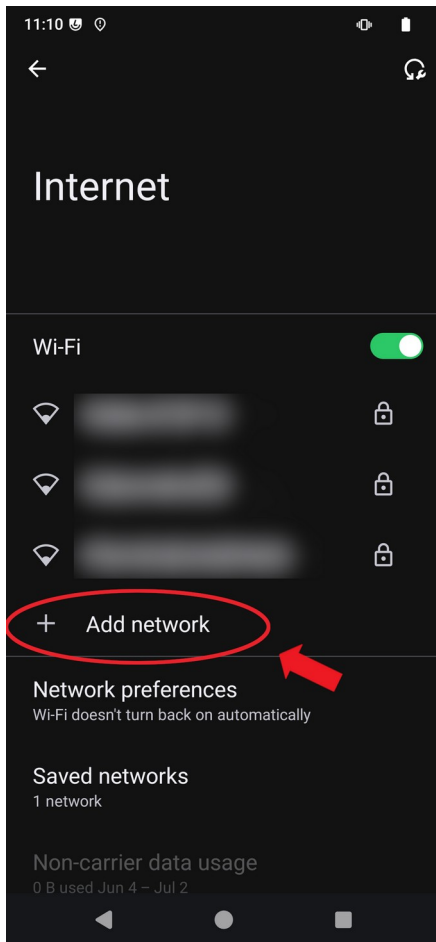 11:10
Internet
Wi-Fi
Add network
Network preferences
Wi-Fi doesn't turn back on automatically
Saved networks
1 network
Non-carrier data usage
0 B used Jun 4 – Jul 2